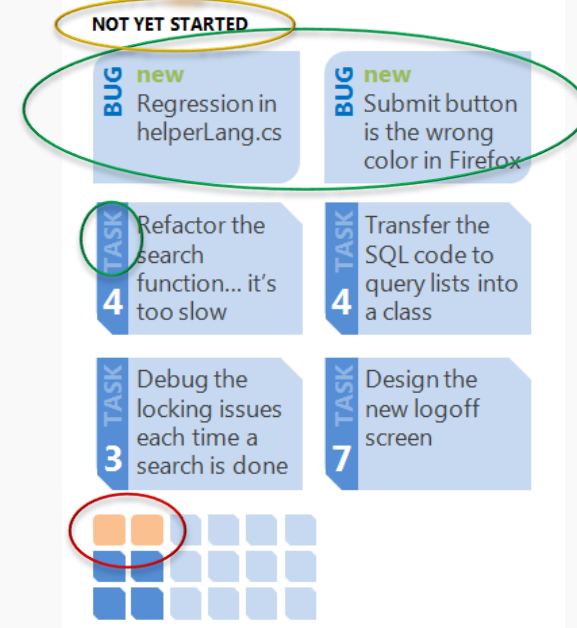 NOT YET STARTED
BUG
new
Regression in
helperLang.cs
BUG
new
Submit button
is the wrong
color in Firefox
TASK
4
Refactor the
search
function... it's
too slow
TASK
4
Transfer the
SQL code to
query lists into
a class
TASK
3
Debug the
locking issues
each time a
search is done
TASK
7
Design the
new logoff
screen